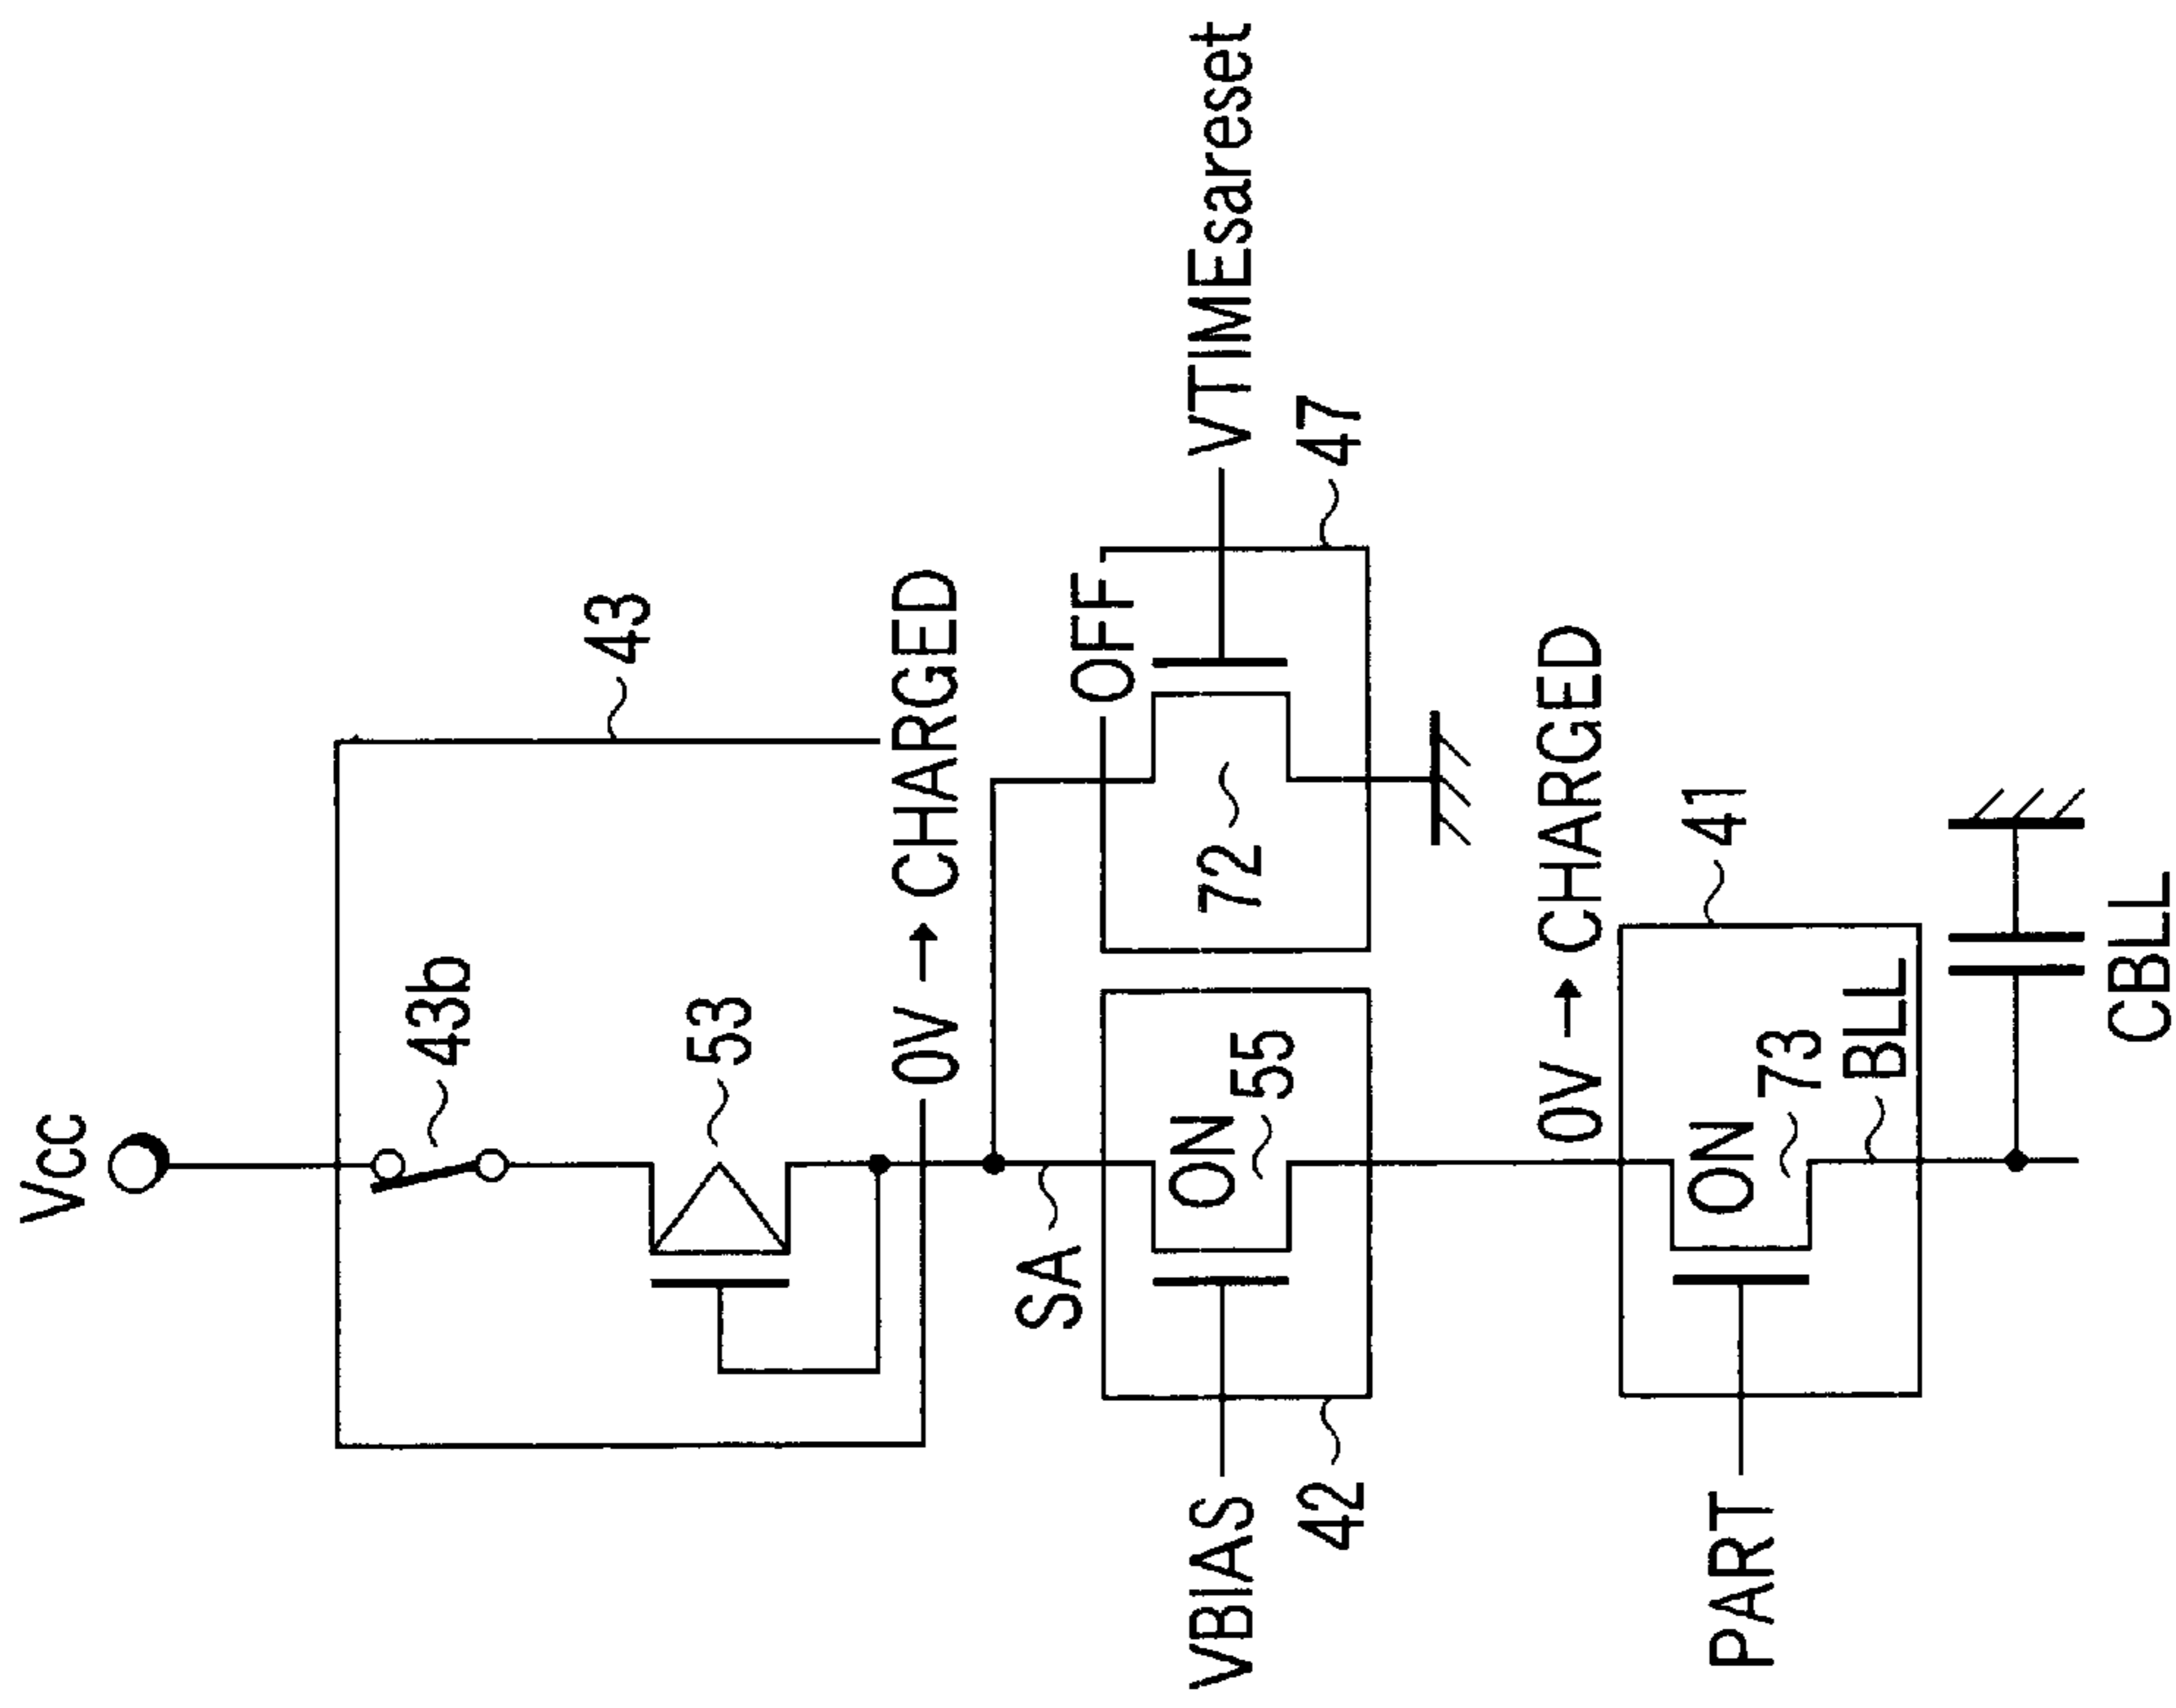 Vcc
43b
43
53
0V → CHARGED
SA
OFF
VTIMEsareset
47
72
ON
55
VBIAS
42
0V → CHARGED
41
ON
73
BLL
PART
CBLL